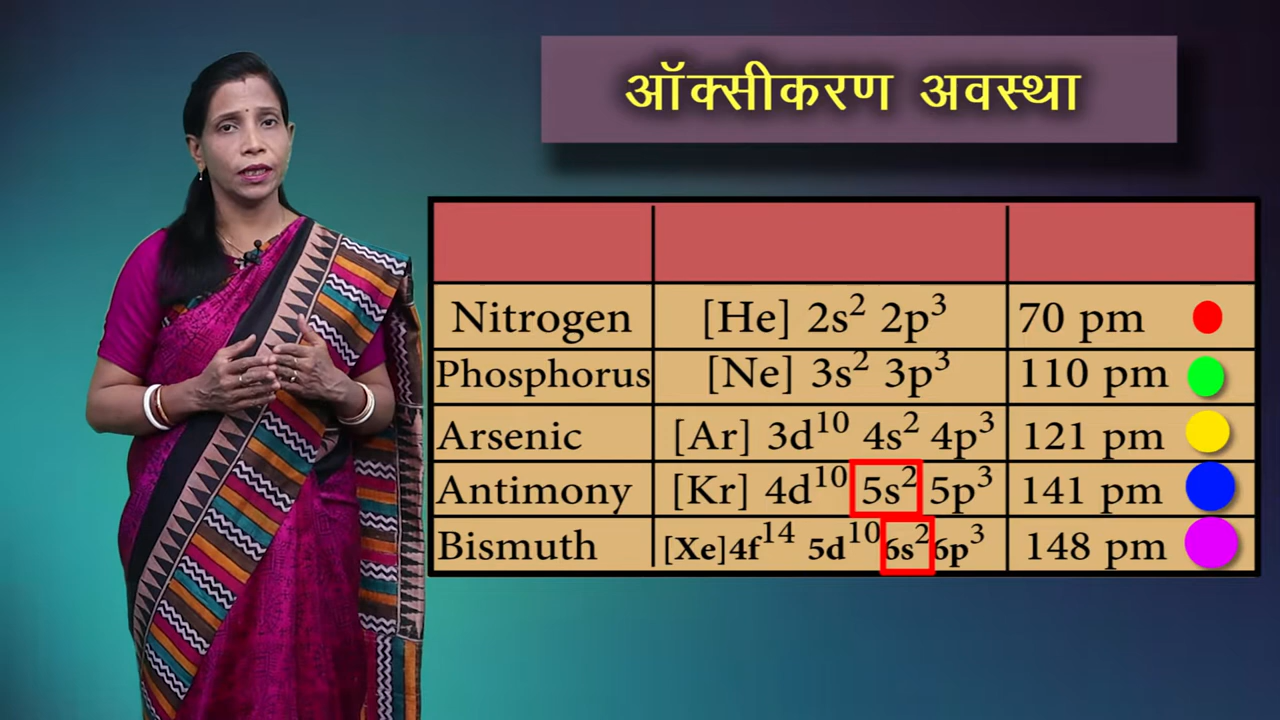 ऑक्सीकरण अवस्था
Nitrogen [He] 2s² 2p³ 70 pm
Phosphorus [Ne] 3s² 3p³ 110 pm
Arsenic [Ar] 3d¹⁰ 4s² 4p³ 121 pm
Antimony [Kr] 4d¹⁰ 5s² 5p³ 141 pm
Bismuth [Xe]4f¹⁴ 5d¹⁰ 6s² 6p³ 148 pm